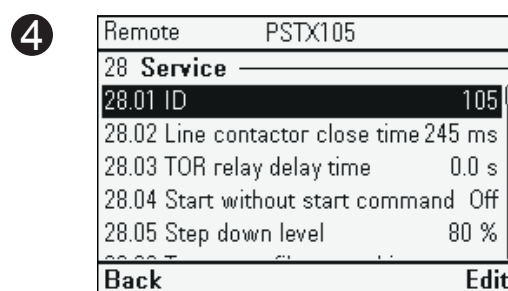 4
Remote PSTX105
28 Service
28.01 ID 105
28.02 Line contactor close time 245 ms
28.03 TOR relay delay time 0.0 s
28.04 Start without start command Off
28.05 Step down level 80 %
Back Edit